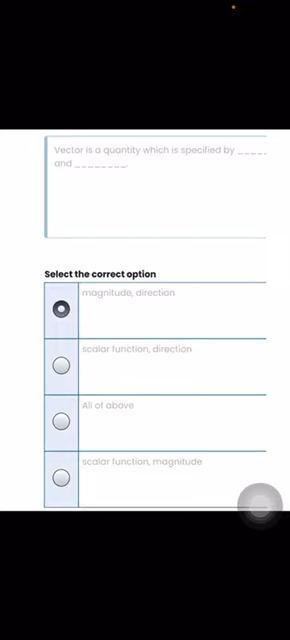 Vector is a quantity which is specified by _____
and ________.
Select the correct option
magnitude, direction
scalar function, direction
All of above
scalar function, magnitude